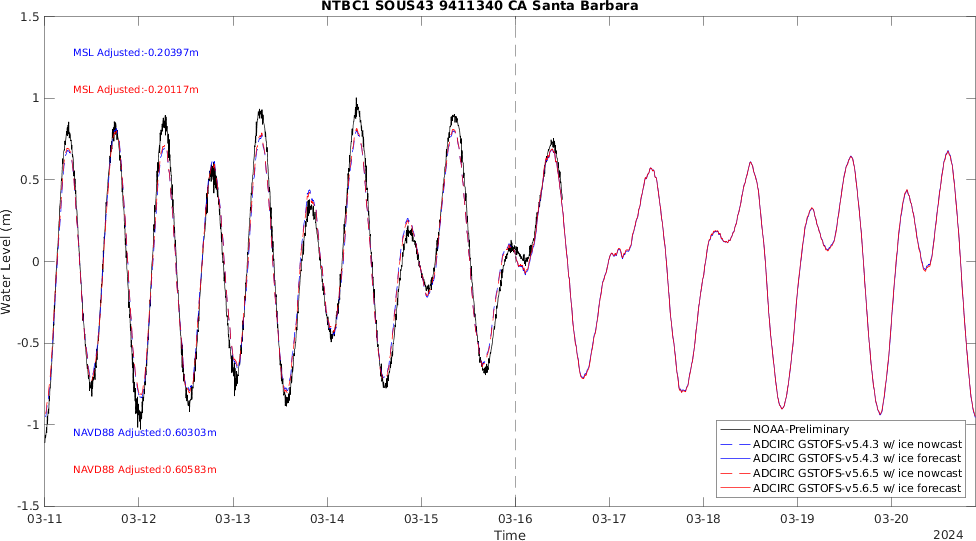 NTBC1 SOUS43 9411340 CA Santa Barbara
1.5
1
0.5
0
-0.5
-1
-1.5
Water Level (m)
MSL Adjusted:-0.20397m
MSL Adjusted:-0.20117m
NAVD88 Adjusted:0.60303m
NAVD88 Adjusted:0.60583m
NOAA-Preliminary
ADCIRC GSTOFS-v5.4.3 w/ ice nowcast
ADCIRC GSTOFS-v5.4.3 w/ ice forecast
ADCIRC GSTOFS-v5.6.5 w/ ice nowcast
ADCIRC GSTOFS-v5.6.5 w/ ice forecast
03-11 03-12 03-13 03-14 03-15 03-16 03-17 03-18 03-19 03-20
Time
2024